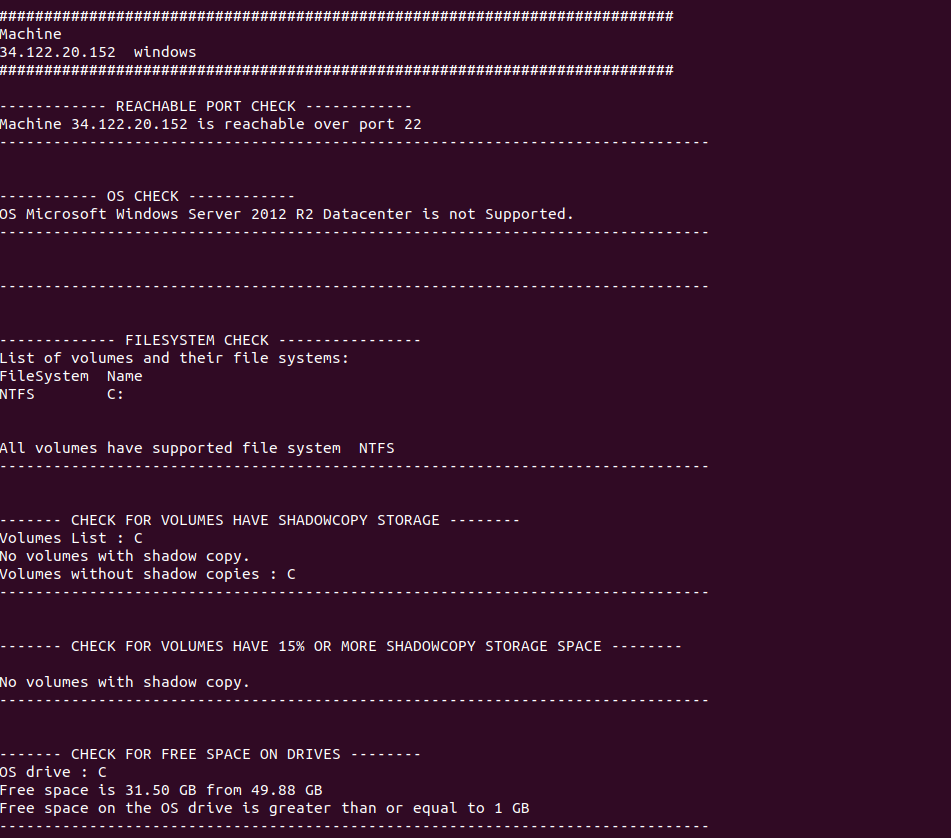 ###########################################################################
Machine
34.122.20.152  windows
###########################################################################
------------ REACHABLE PORT CHECK ------------
Machine 34.122.20.152 is reachable over port 22
-------------------------------------------------------------------------------
----------- OS CHECK ------------
OS Microsoft Windows Server 2012 R2 Datacenter is not Supported.
-------------------------------------------------------------------------------
-------------------------------------------------------------------------------
------------- FILESYSTEM CHECK ----------------
List of volumes and their file systems:
FileSystem  Name
NTFS        C:
All volumes have supported file system  NTFS
-------------------------------------------------------------------------------
------- CHECK FOR VOLUMES HAVE SHADOWCOPY STORAGE --------
Volumes List : C
No volumes with shadow copy.
Volumes without shadow copies : C
-------------------------------------------------------------------------------
------- CHECK FOR VOLUMES HAVE 15% OR MORE SHADOWCOPY STORAGE SPACE --------
No volumes with shadow copy.
-------------------------------------------------------------------------------
------- CHECK FOR FREE SPACE ON DRIVES --------
OS drive : C
Free space is 31.50 GB from 49.88 GB
Free space on the OS drive is greater than or equal to 1 GB
-------------------------------------------------------------------------------